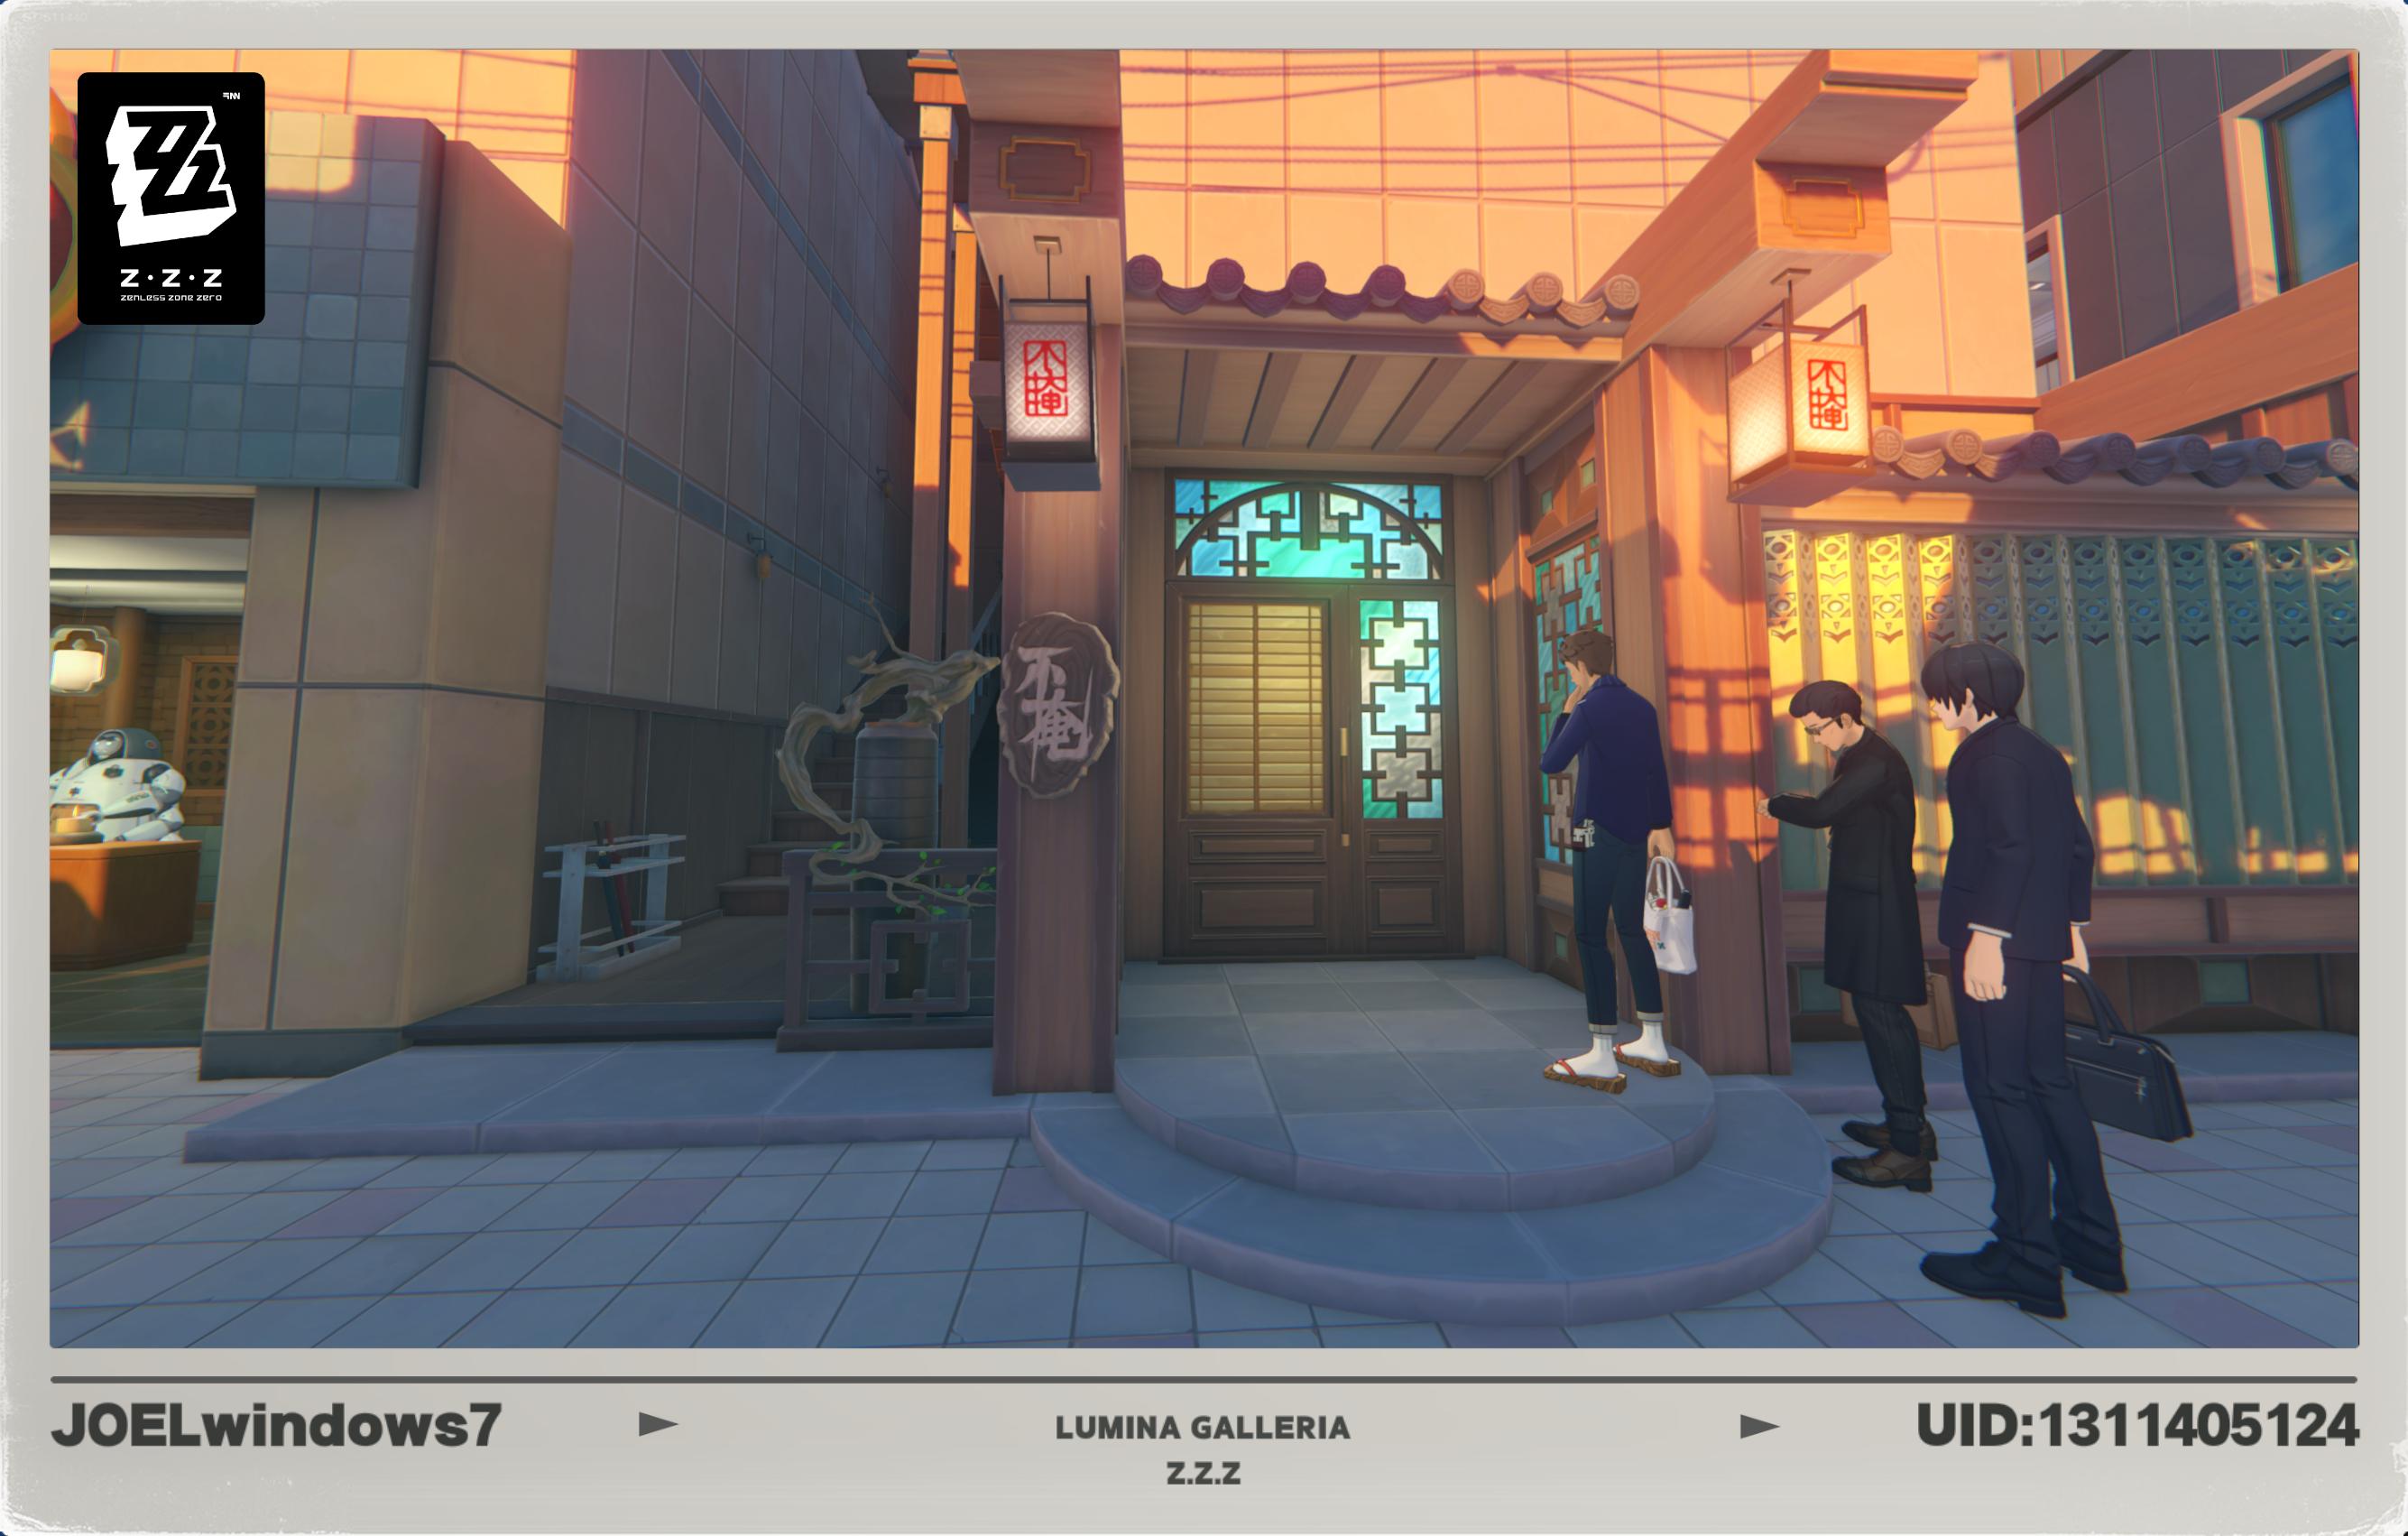 Z·Z·Z
ZENLESS ZONE ZERO
JOELwindows7
LUMINA GALLERIA
Z.Z.Z
UID:1311405124